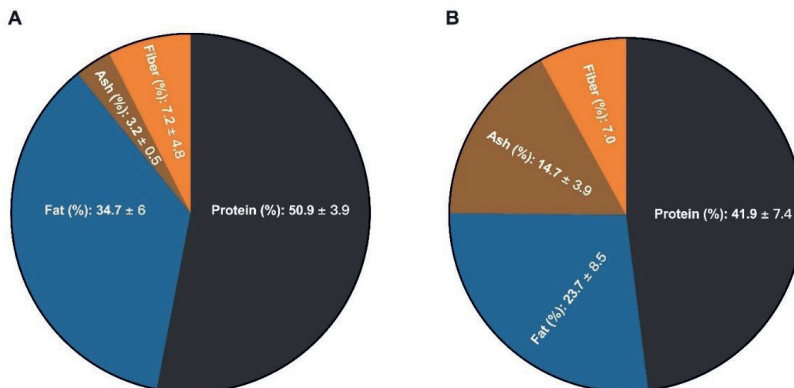 A
Fiber (%): 7.2 ± 4.8
Ash (%): 3.2 ± 0.5
Fat (%): 34.7 ± 6
Protein (%): 50.9 ± 3.9
B
Fiber (%): 7.0
Ash (%): 14.7 ± 3.9
Protein (%): 41.9 ± 7.4
Fat (%): 23.7 ± 8.5